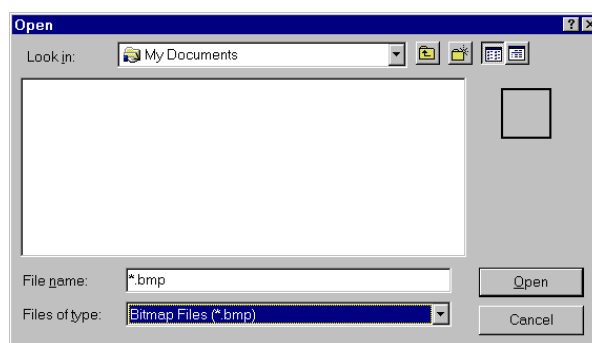 Open
Look in: My Documents
File name: *.bmp Open
Files of type: Bitmap Files (*.bmp) Cancel